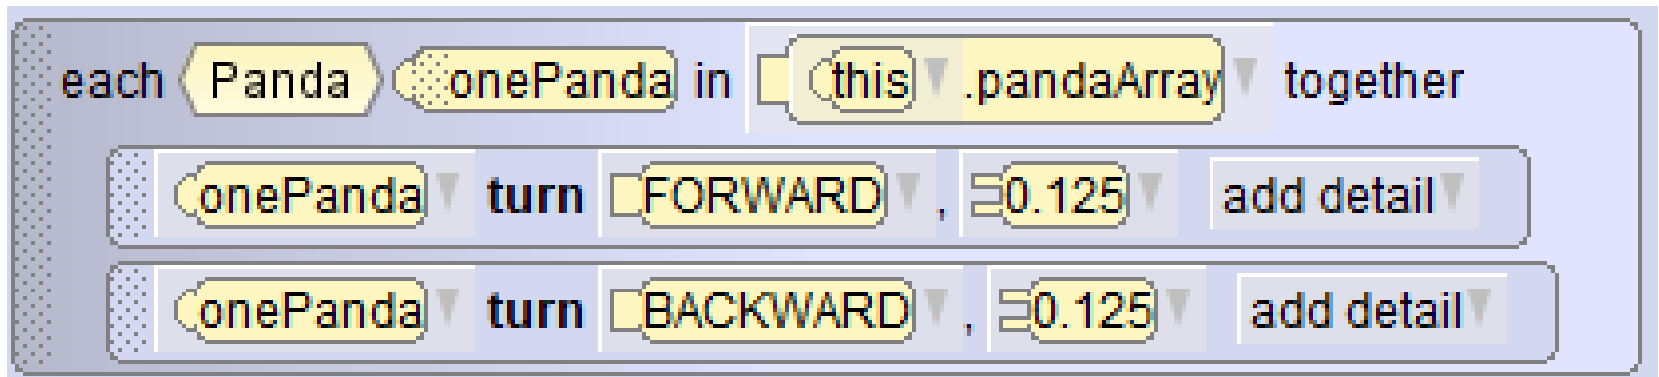 each Panda onePanda in this .pandaArray together
onePanda turn FORWARD , 0.125 add detail
onePanda turn BACKWARD , 0.125 add detail